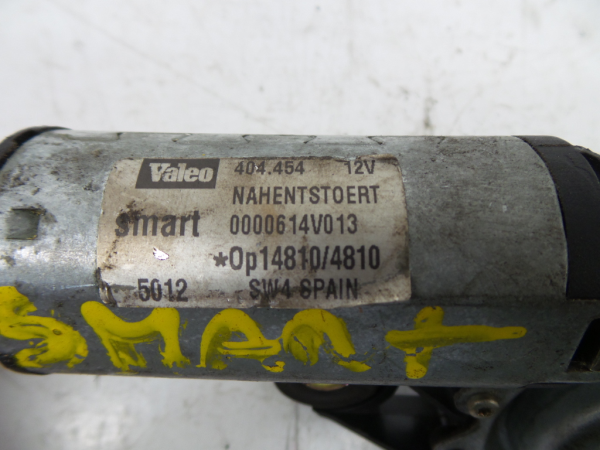 Valeo 404.454 12V
NAHENTSTOERT
smart 0000614V013
*Op14810/4810
5012 SW4 SPAIN
SMART